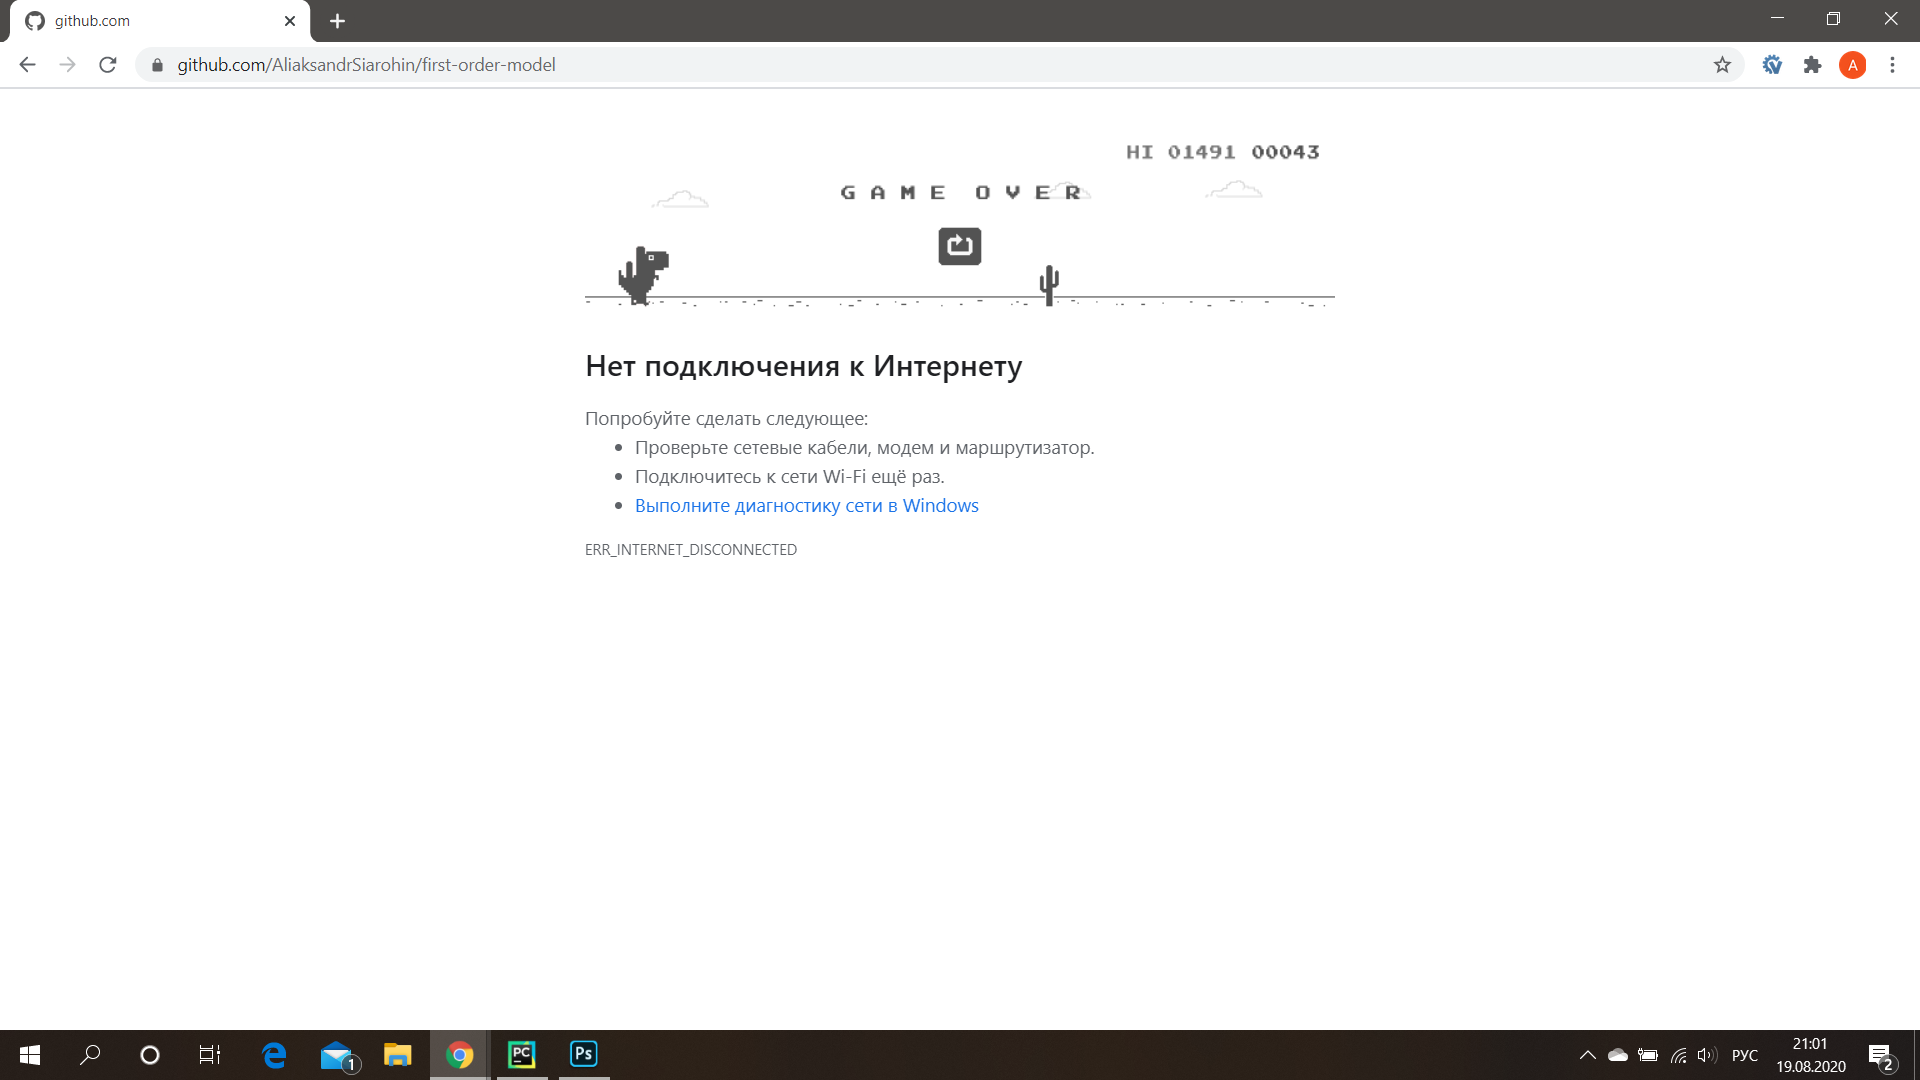 github.com
github.com/AliaksandrSiarohin/first-order-model
A
HI 01491 00043
GAME OVER
Нет подключения к Интернету
Попробуйте сделать следующее:
Проверьте сетевые кабели, модем и маршрутизатор.
Подключитесь к сети Wi-Fi ещё раз.
Выполните диагностику сети в Windows
ERR_INTERNET_DISCONNECTED
1
PC
Ps
РУС
21:01
19.08.2020
2